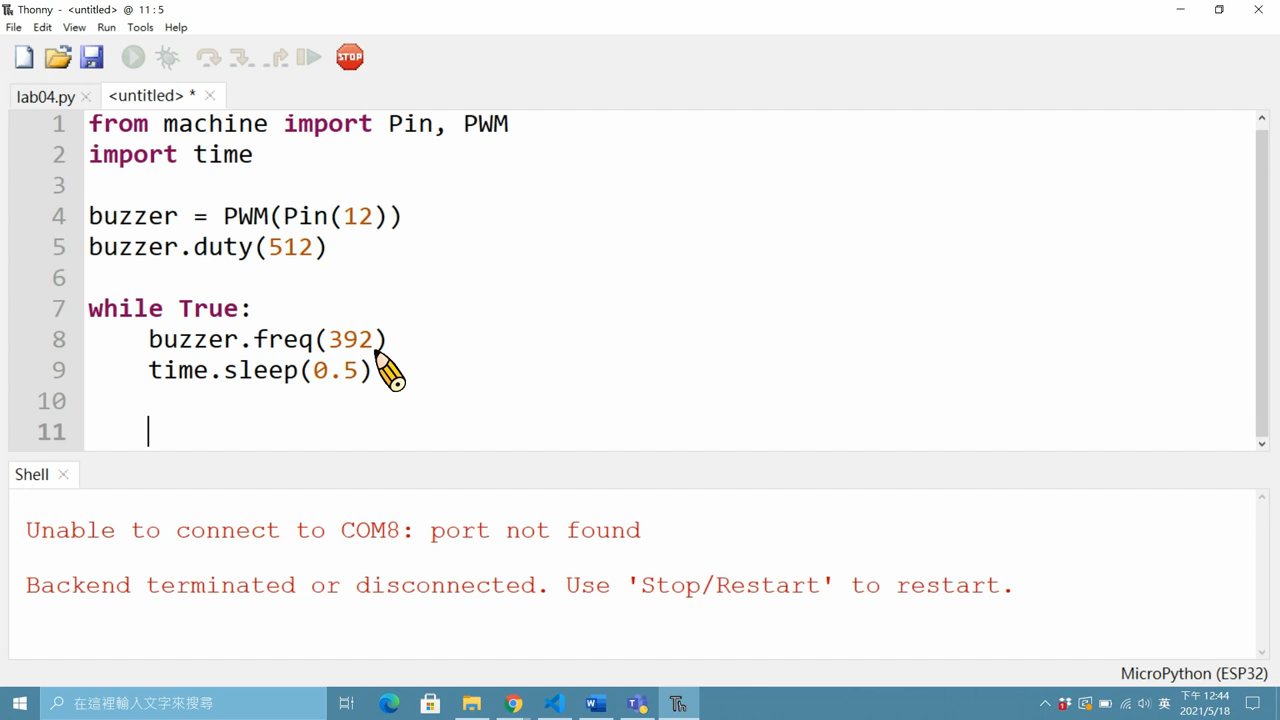 Thonny - <untitled> @ 11 : 5
File Edit View Run Tools Help
STOP
lab04.py
<untitled> *
1 from machine import Pin, PWM
2 import time
3
4 buzzer = PWM(Pin(12))
5 buzzer.duty(512)
6
7 while True:
8 buzzer.freq(392)
9 time.sleep(0.5)
10
11
Shell
Unable to connect to COM8: port not found
Backend terminated or disconnected. Use 'Stop/Restart' to restart.
MicroPython (ESP32)
在這裡輸入文字來搜尋
英
下午 12:44
2021/5/18